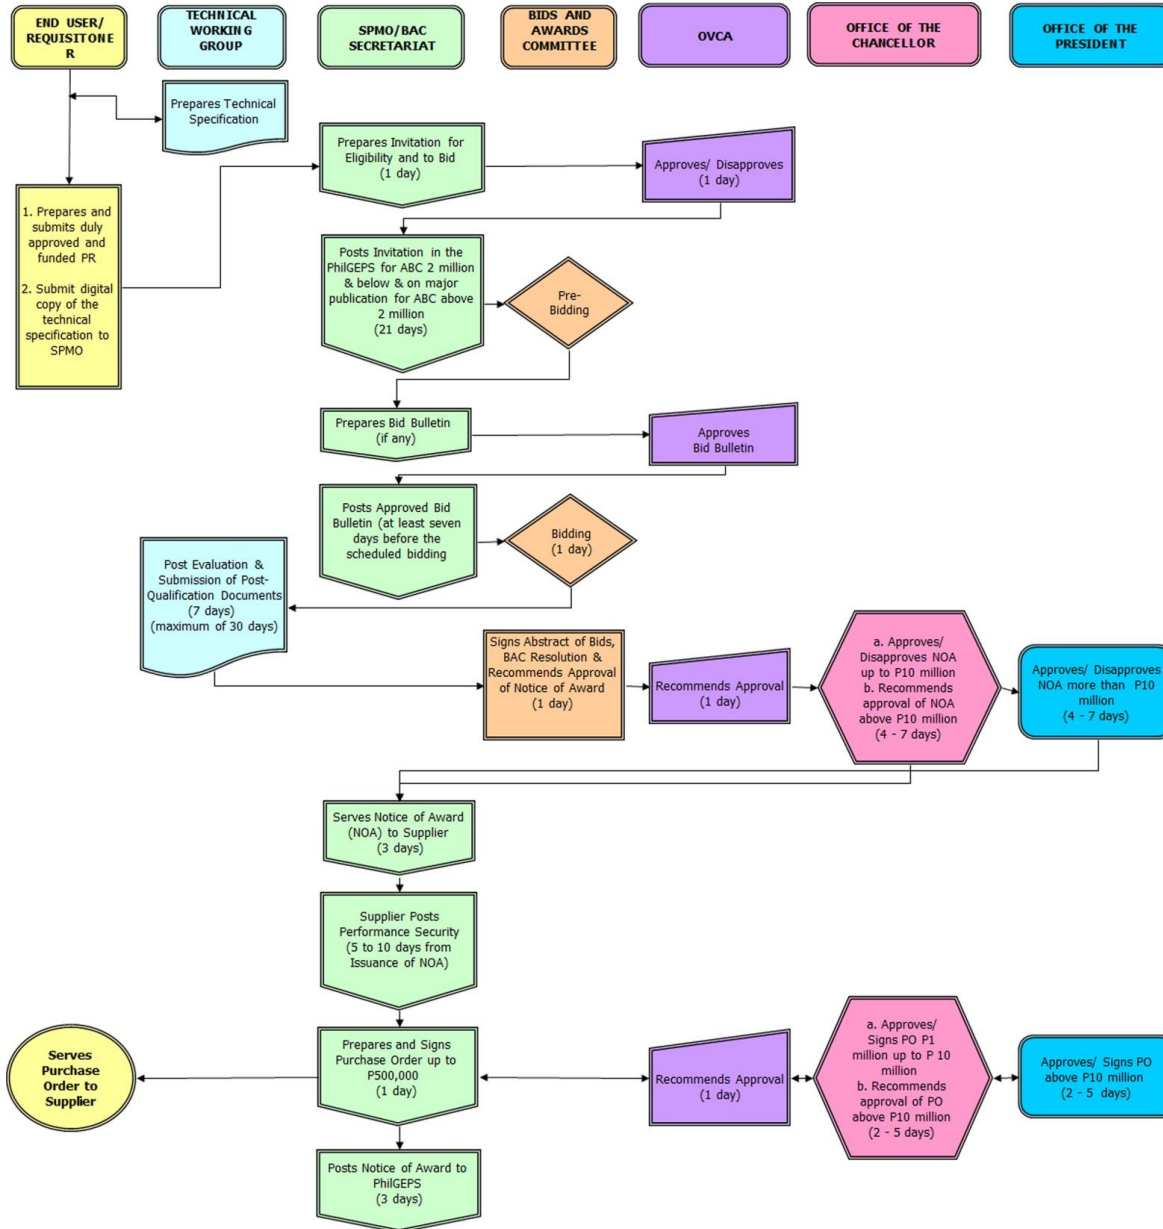 END USER/
REQUISITONE
R
TECHNICAL
WORKING
GROUP
SPMO/BAC
SECRETARIAT
BIDS AND
AWARDS
COMMITTEE
OVCA
OFFICE OF THE
CHANCELLOR
OFFICE OF THE
PRESIDENT
Prepares Technical
Specification
Prepares Invitation for
Eligibility and to Bid
(1 day)
Approves/ Disapproves
(1 day)
1. Prepares and
submits duly
approved and
funded PR
2. Submit digital
copy of the
technical
specification to
SPMO
Posts Invitation in the
PhilGEPS for ABC 2 million
& below & on major
publication for ABC above
2 million
(21 days)
Pre-
Bidding
Prepares Bid Bulletin
(if any)
Approves
Bid Bulletin
Posts Approved Bid
Bulletin (at least seven
days before the
scheduled bidding
Bidding
(1 day)
Post Evaluation &
Submission of Post-
Qualification Documents
(7 days)
(maximum of 30 days)
Signs Abstract of Bids,
BAC Resolution &
Recommends Approval
of Notice of Award
(1 day)
Recommends Approval
(1 day)
a. Approves/
Disapproves NOA
up to P10 million
b. Recommends
approval of NOA
above P10 million
(4 - 7 days)
Approves/ Disapproves
NOA more than P10
million
(4 - 7 days)
Serves Notice of Award
(NOA) to Supplier
(3 days)
Supplier Posts
Performance Security
(5 to 10 days from
Issuance of NOA)
Serves
Purchase
Order to
Supplier
Prepares and Signs
Purchase Order up to
P500,000
(1 day)
Recommends Approval
(1 day)
a. Approves/
Signs PO P1
million up to P 10
million
b. Recommends
approval of PO
above P10 million
(2 - 5 days)
Approves/ Signs PO
above P10 million
(2 - 5 days)
Posts Notice of Award to
PhilGEPS
(3 days)